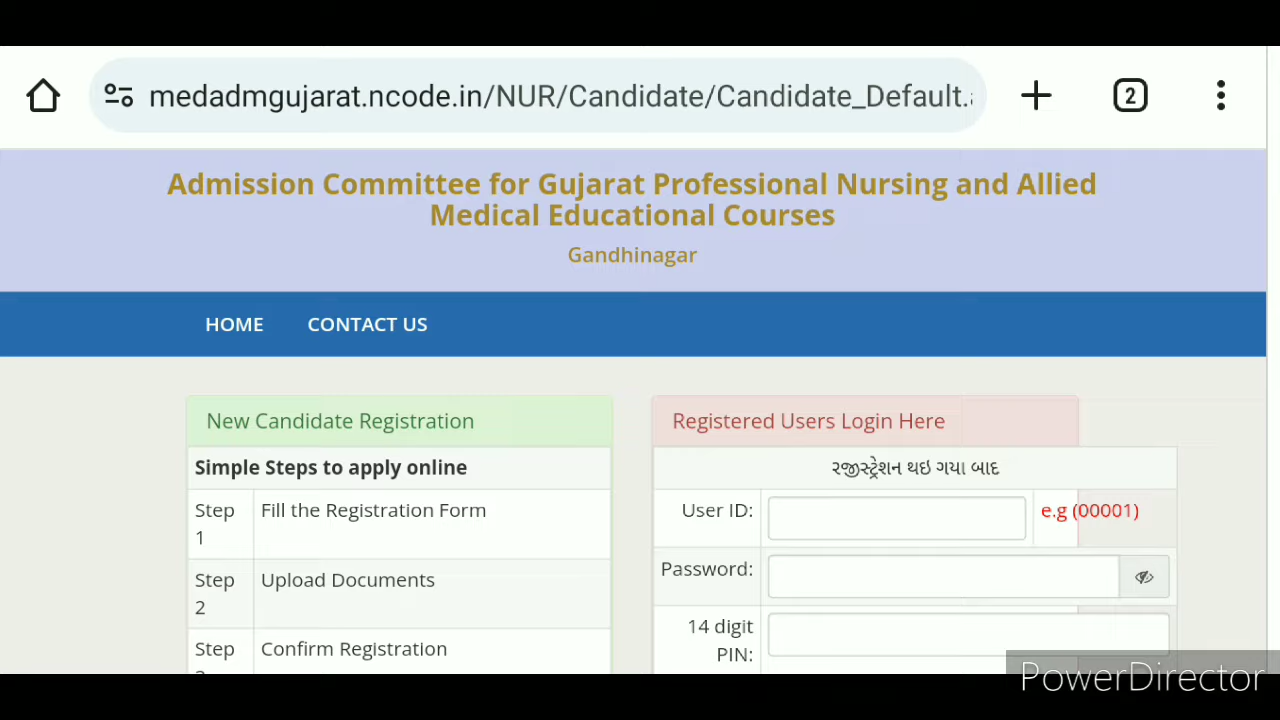 medadmgujarat.ncode.in/NUR/Candidate/Candidate_Default.
2
Admission Committee for Gujarat Professional Nursing and Allied
Medical Educational Courses
Gandhinagar
HOME CONTACT US
New Candidate Registration
Simple Steps to apply online
Step 1 Fill the Registration Form
Step 2 Upload Documents
Step Confirm Registration
Registered Users Login Here
રજીસ્ટ્રેશન થઇ ગયા બાદ
User ID: e.g (00001)
Password:
14 digit
PIN:
PowerDirector